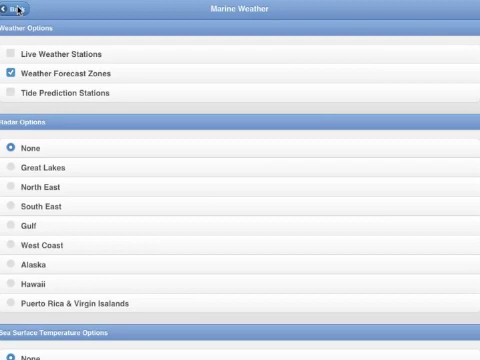 Marine Weather
Weather Options
Live Weather Stations
Weather Forecast Zones
Tide Prediction Stations
Radar Options
None
Great Lakes
North East
South East
Gulf
West Coast
Alaska
Hawaii
Puerto Rica & Virgin Isalands
Sea Surface Temperature Options
None